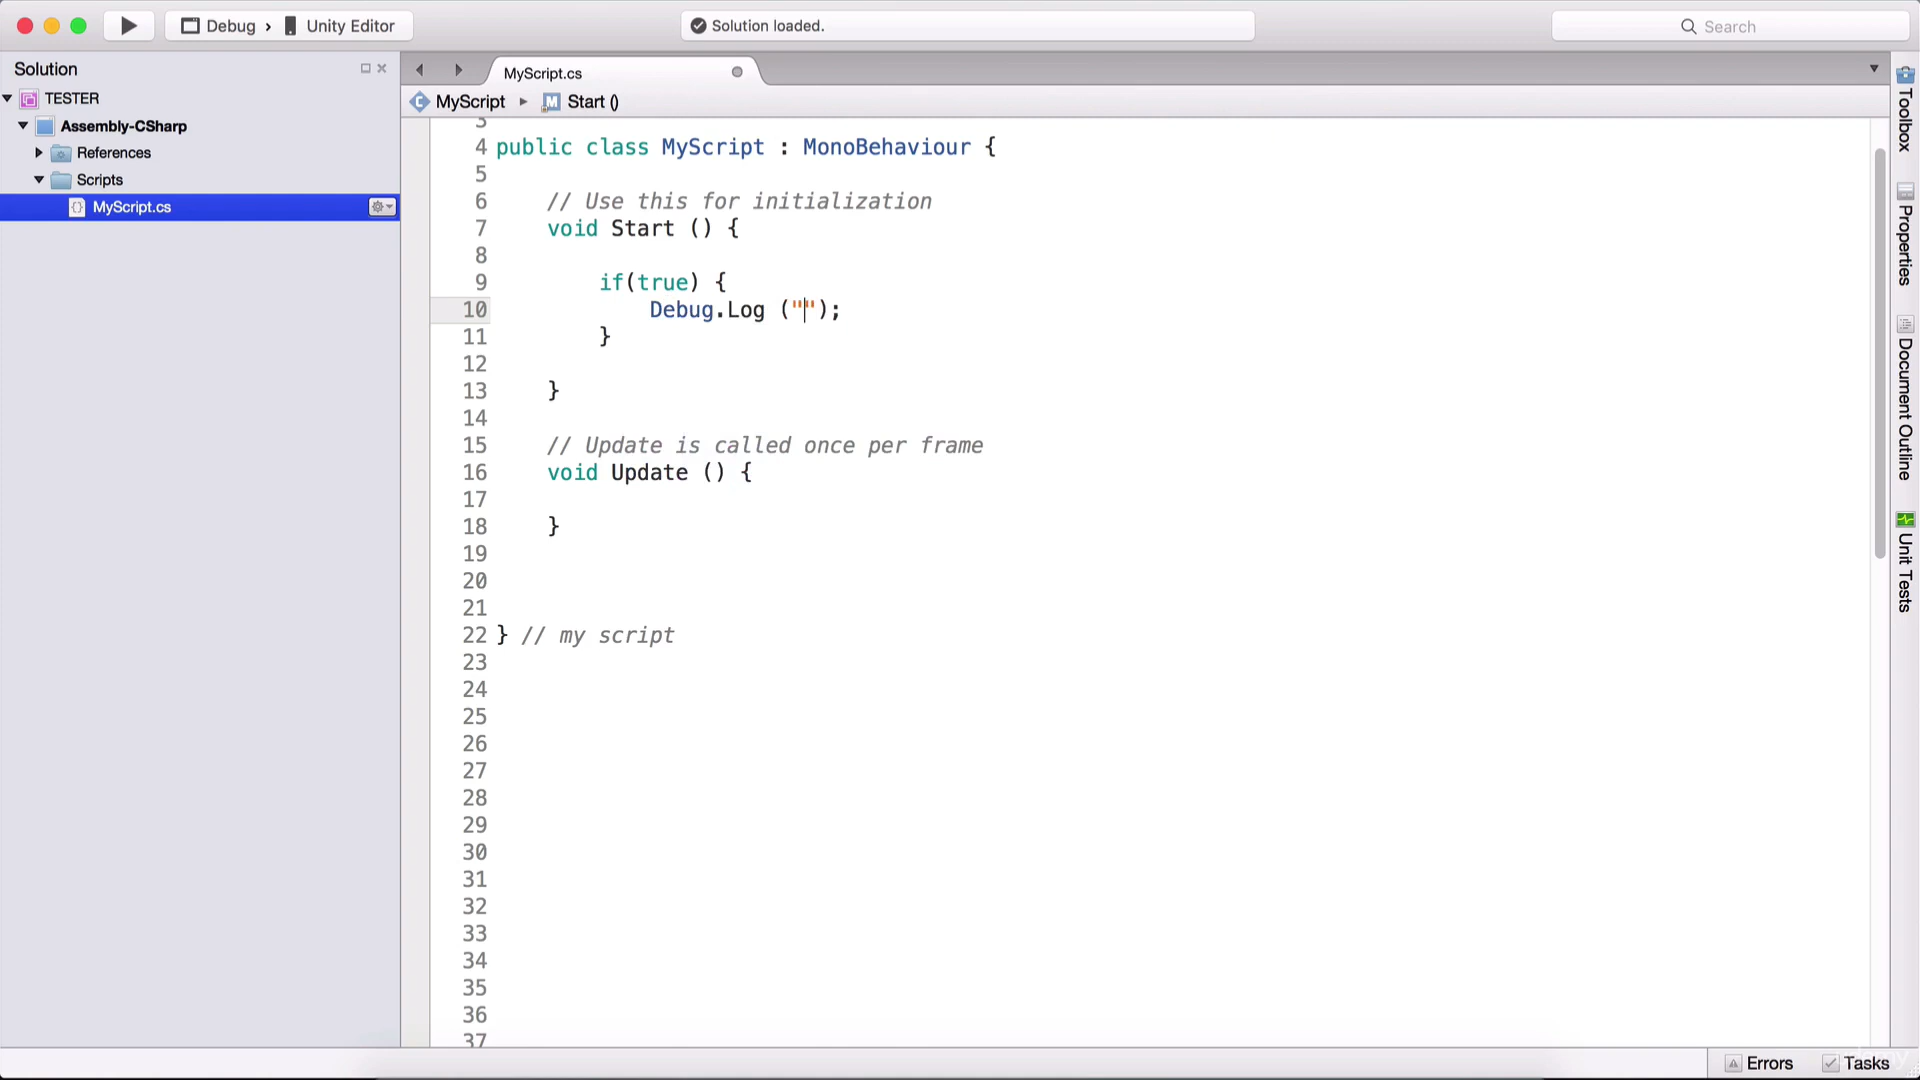 Debug › Unity Editor
Solution loaded.
Search
Solution
TESTER
Assembly-CSharp
References
Scripts
MyScript.cs
MyScript.cs
MyScript ▸ Start ()
3
4 public class MyScript : MonoBehaviour {
5
6 // Use this for initialization
7 void Start () {
8
9 if(true) {
10 Debug.Log ("");
11 }
12
13 }
14
15 // Update is called once per frame
16 void Update () {
17
18 }
19
20
21
22 } // my script
23
24
25
26
27
28
29
30
31
32
33
34
35
36
37
Toolbox
Properties
Document Outline
Unit Tests
Errors
Tasks